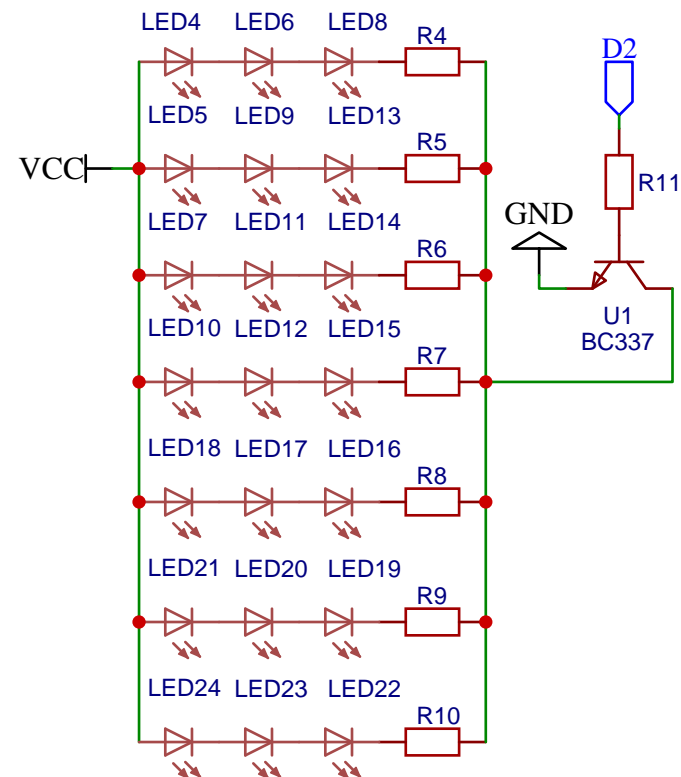 LED4 LED6 LED8
R4
D2
LED5 LED9 LED13
R5
VCC
R11
LED7 LED11 LED14
GND
R6
LED10 LED12 LED15
U1
BC337
R7
LED18 LED17 LED16
R8
LED21 LED20 LED19
R9
LED24 LED23 LED22
R10